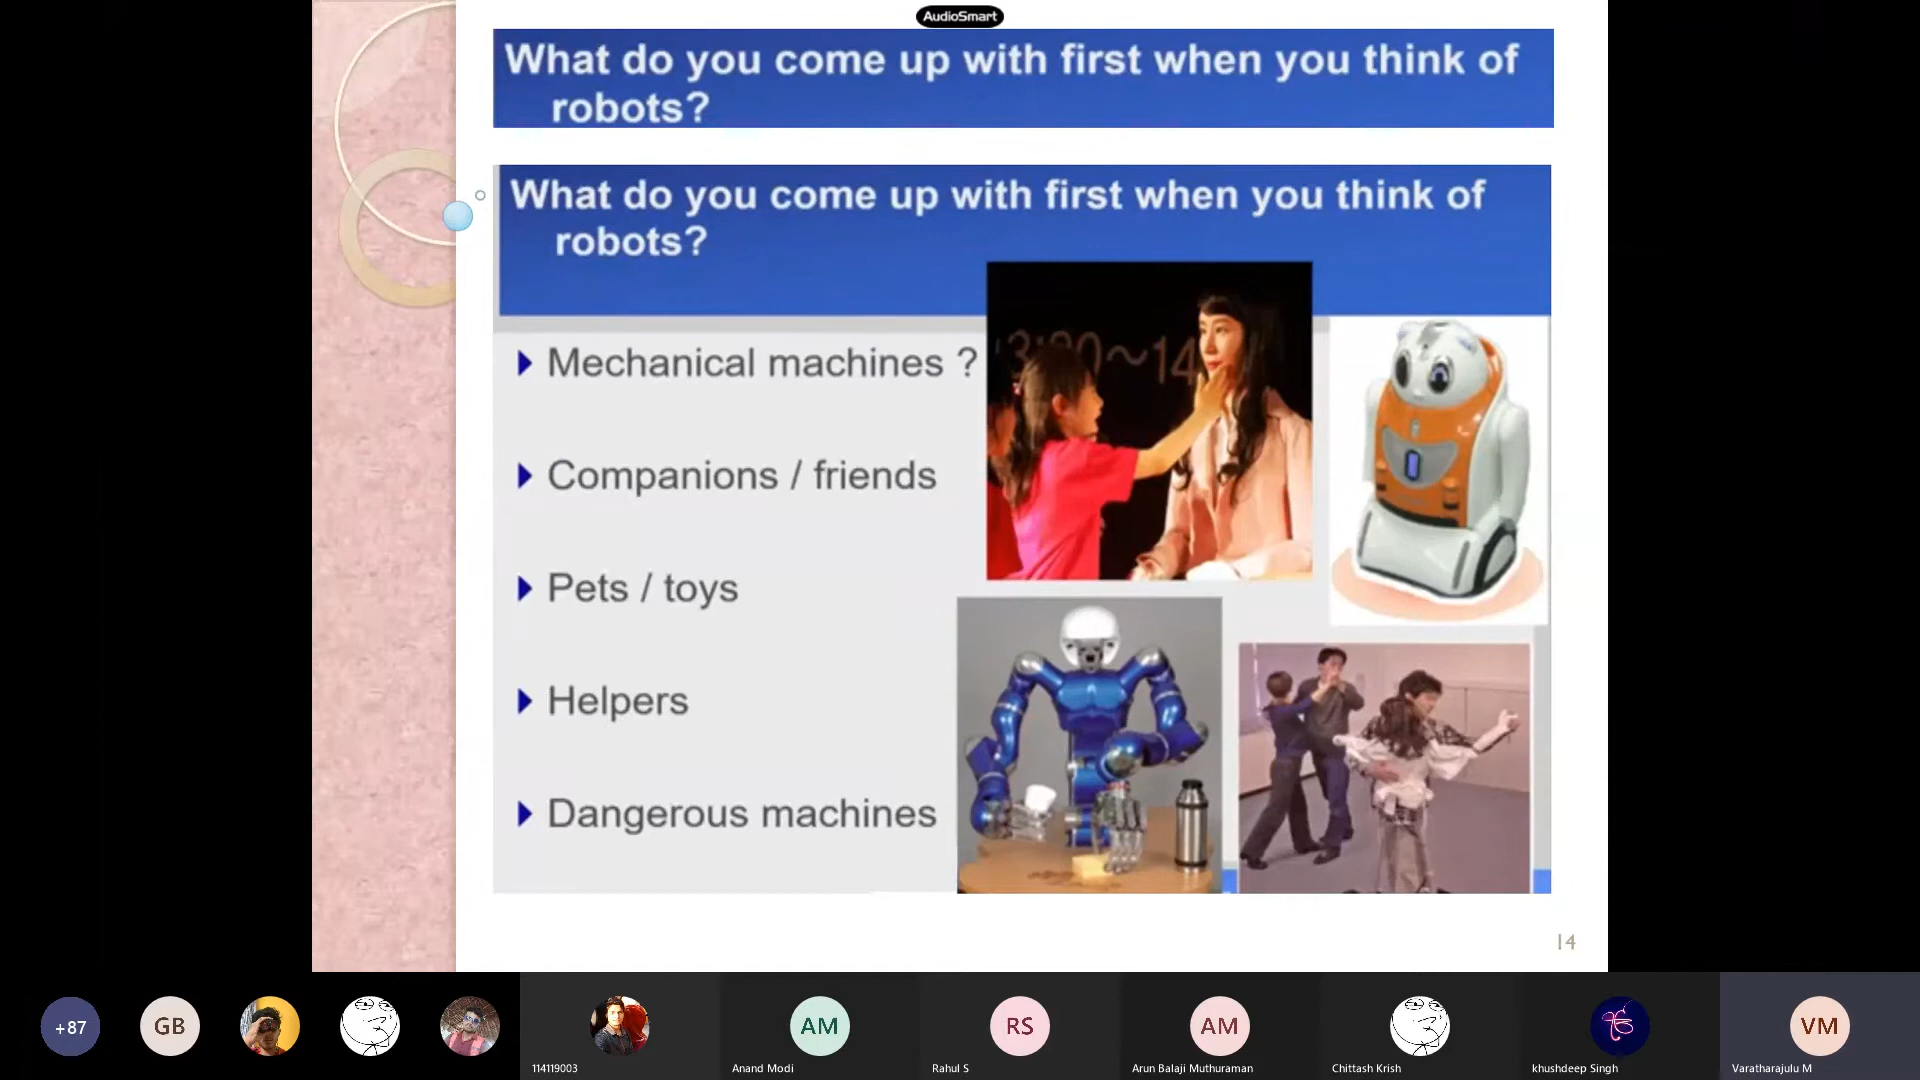 AudioSmart
What do you come up with first when you think of
robots?
What do you come up with first when you think of
robots?
Mechanical machines ?
Companions / friends
Pets / toys
Helpers
Dangerous machines
14
+87
GB
AM
RS
AM
VM
114119003
Anand Modi
Rahul S
Arun Balaji Muthuraman
Chittash Krish
khushdeep Singh
Varatharajulu M